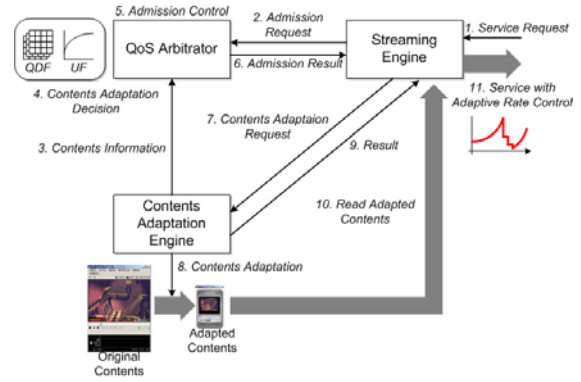 5. Admission Control
2. Admission
Request
1. Service Request
QoS Arbitrator
Streaming
Engine
QDF
UF
6. Admission Result
4. Contents Adaptation
Decision
11. Service with
Adaptive Rate Control
7. Contents Adaptaion
Request
3. Contents Information
9. Result
Contents
Adaptation
Engine
10. Read Adapted
Contents
8. Contents Adaptation
Adapted
Contents
Original
Contents